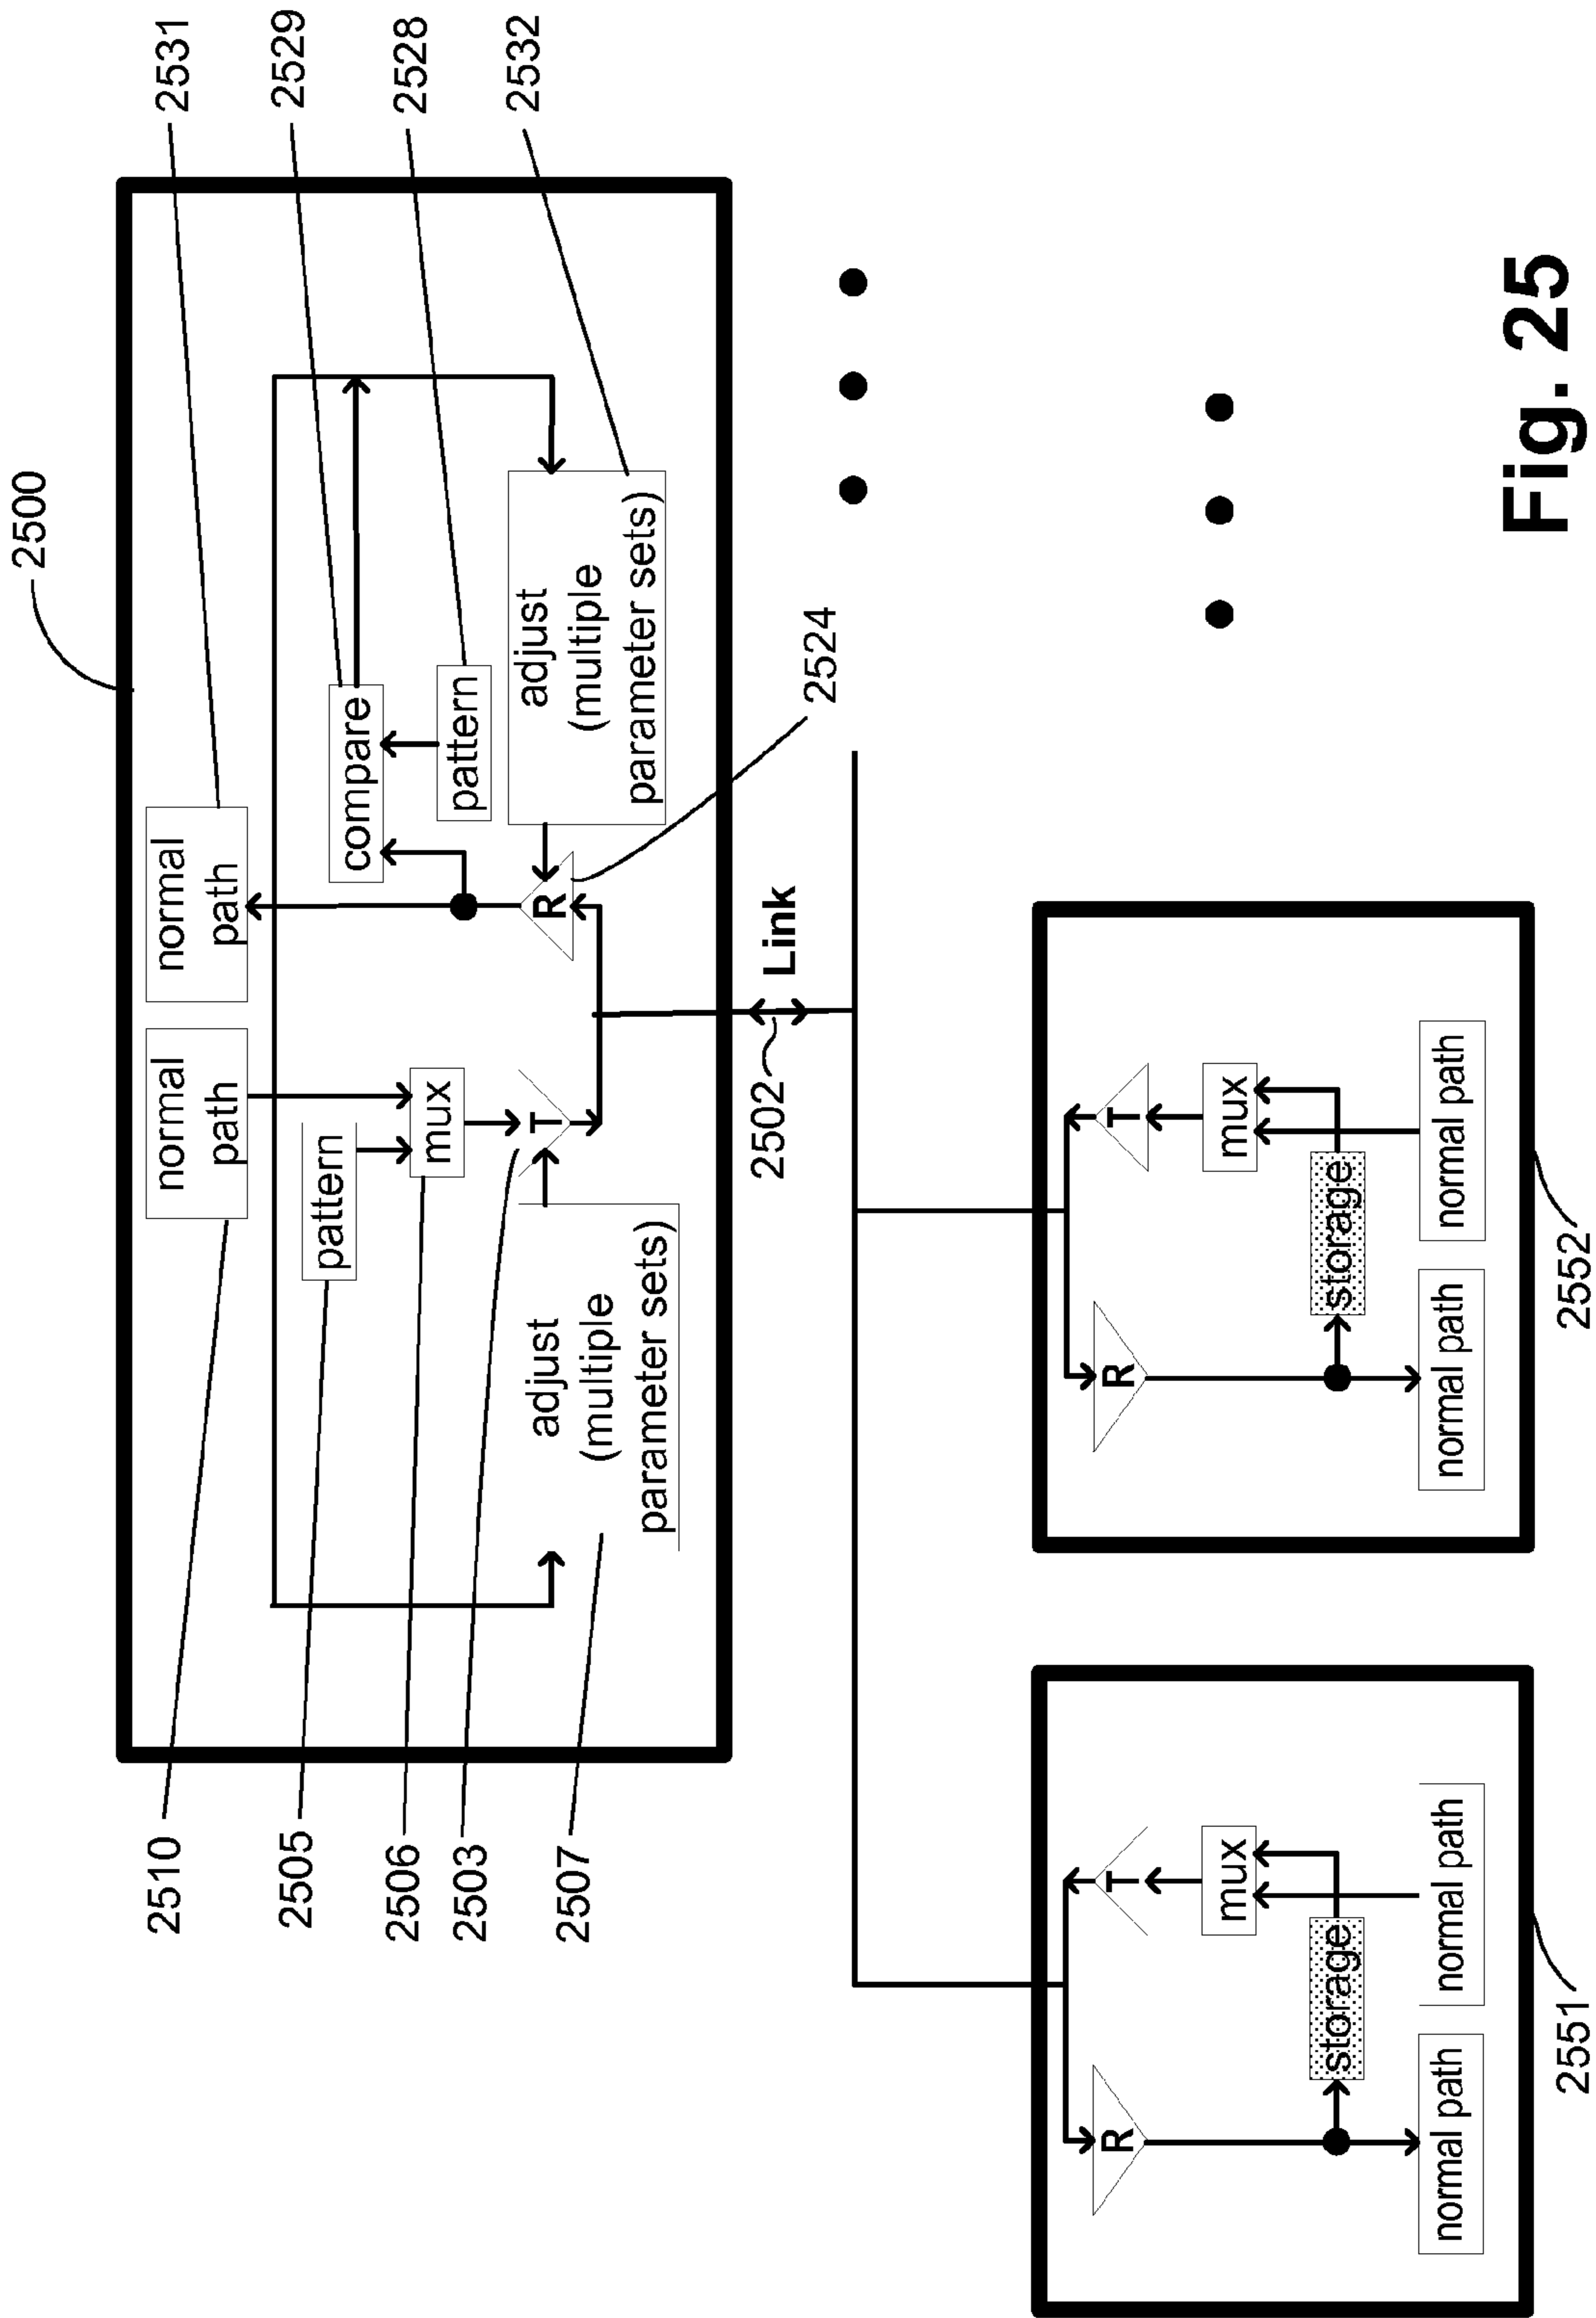 2500
2510
2505
2506
2503
2507
2531
2529
2528
2532
normal
path
normal
path
pattern
mux
T
adjust
(multiple
parameter sets)
compare
pattern
R
adjust
(multiple
parameter sets)
2524
2502
Link
R
T
mux
storage
normal path
normal path
2551
R
T
mux
storage
normal path
normal path
2552
Fig. 25